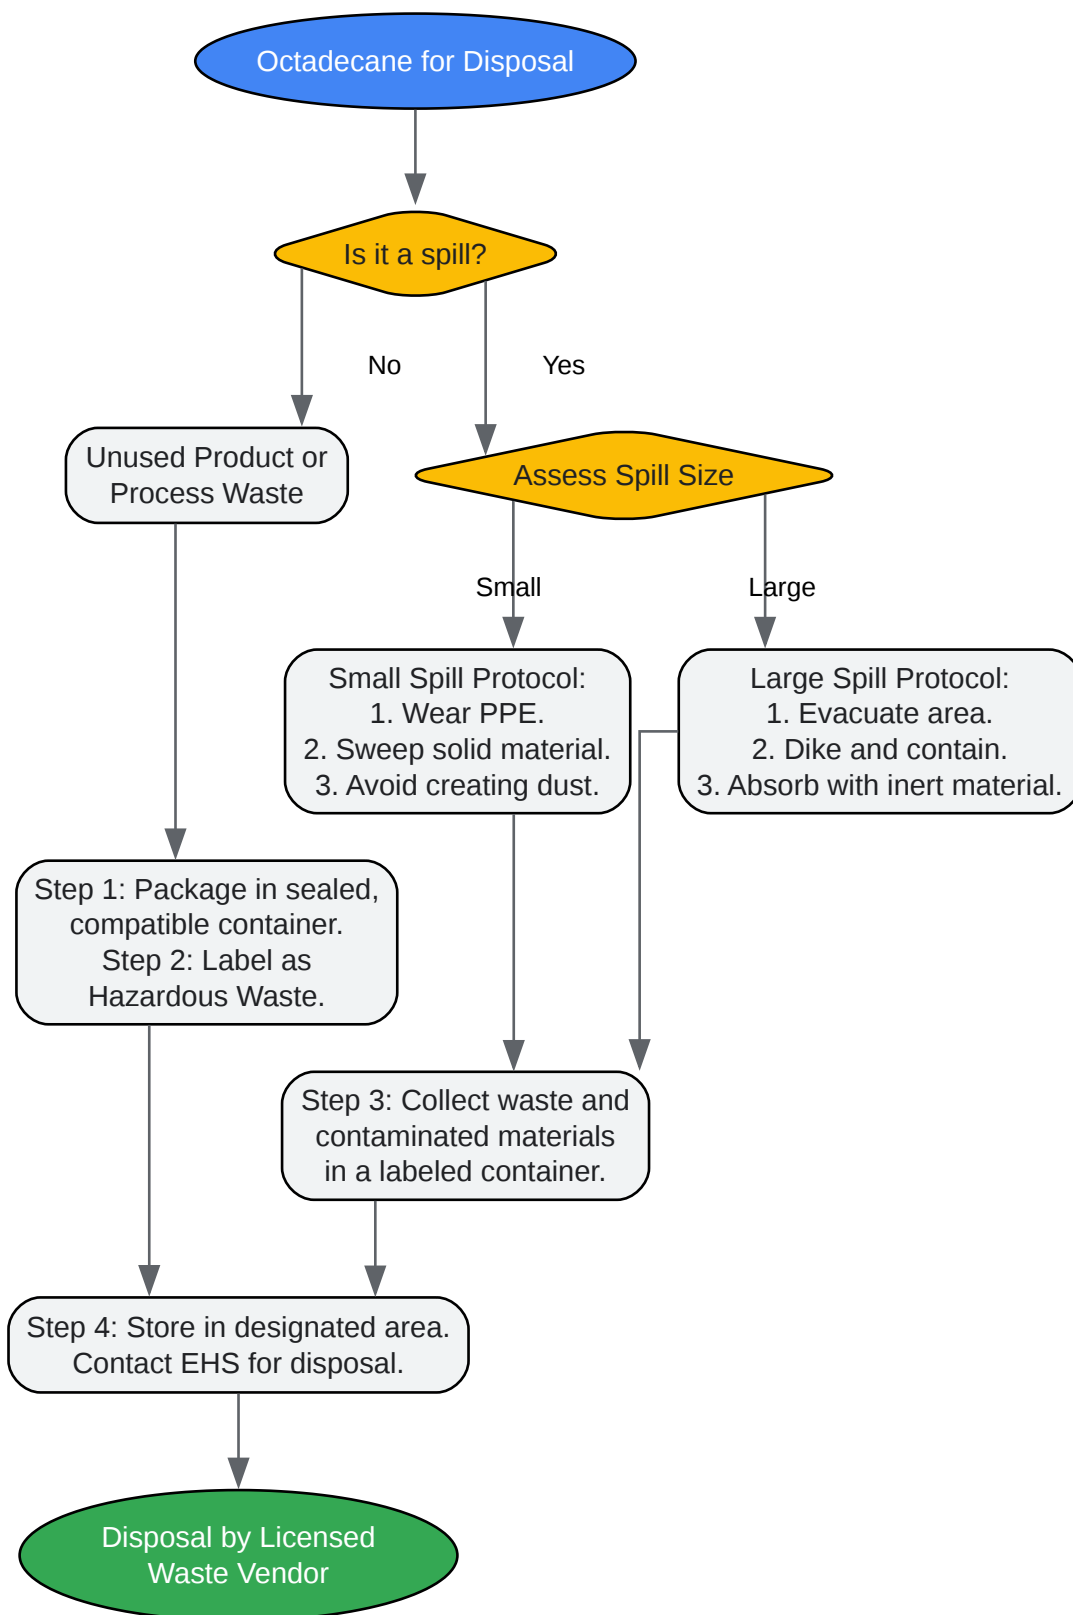 Octadecane for Disposal
Is it a spill?
No
Yes
Unused Product or
Process Waste
Assess Spill Size
Small
Large
Small Spill Protocol:
1. Wear PPE.
2. Sweep solid material.
3. Avoid creating dust.
Large Spill Protocol:
1. Evacuate area.
2. Dike and contain.
3. Absorb with inert material.
Step 1: Package in sealed,
compatible container.
Step 2: Label as
Hazardous Waste.
Step 3: Collect waste and
contaminated materials
in a labeled container.
Step 4: Store in designated area.
Contact EHS for disposal.
Disposal by Licensed
Waste Vendor